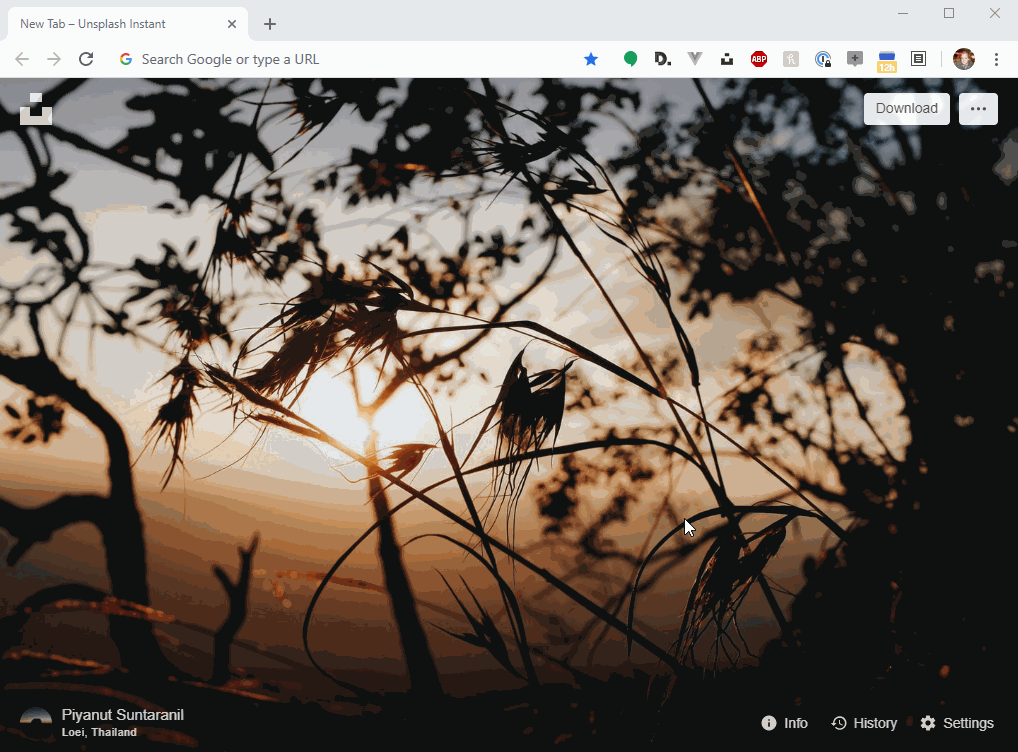 New Tab – Unsplash Instant
Search Google or type a URL
D.
ABP
12h
Download
Piyanut Suntaranil
Loei, Thailand
Info
History
Settings